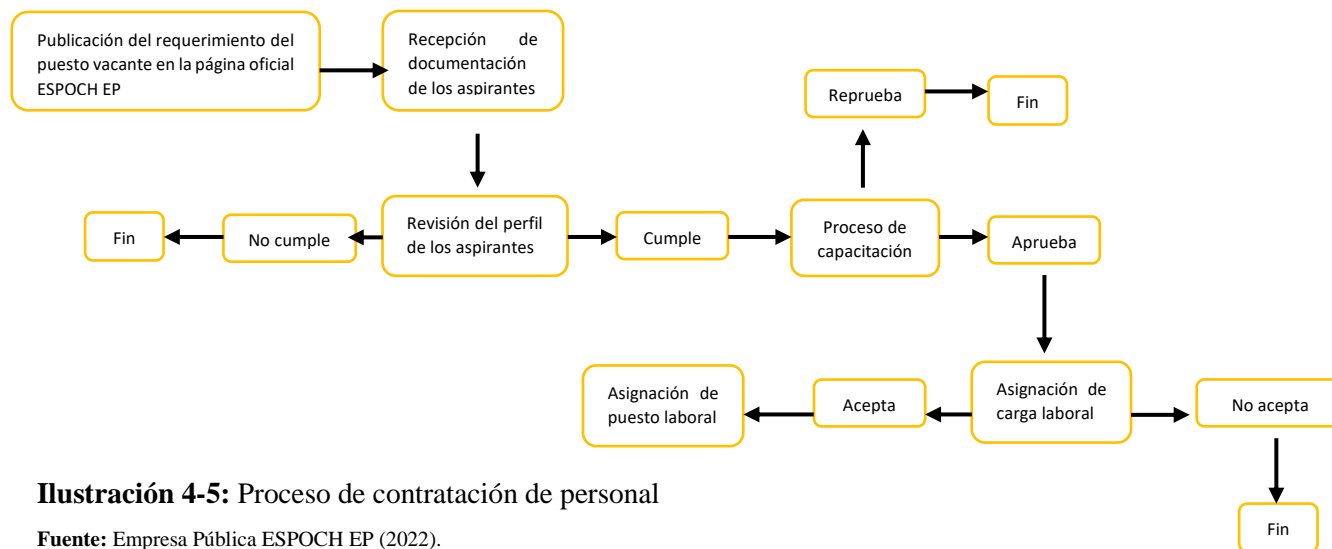 Publicación del requerimiento del
puesto vacante en la página oficial
ESPOCH EP
Recepción de
documentación
de los aspirantes
Reprueba
Fin
Fin
No cumple
Revisión del perfil
de los aspirantes
Cumple
Proceso de
capacitación
Aprueba
Asignación de
puesto laboral
Acepta
Asignación de
carga laboral
No acepta
Fin
Ilustración 4-5: Proceso de contratación de personal
Fuente: Empresa Pública ESPOCH EP (2022).